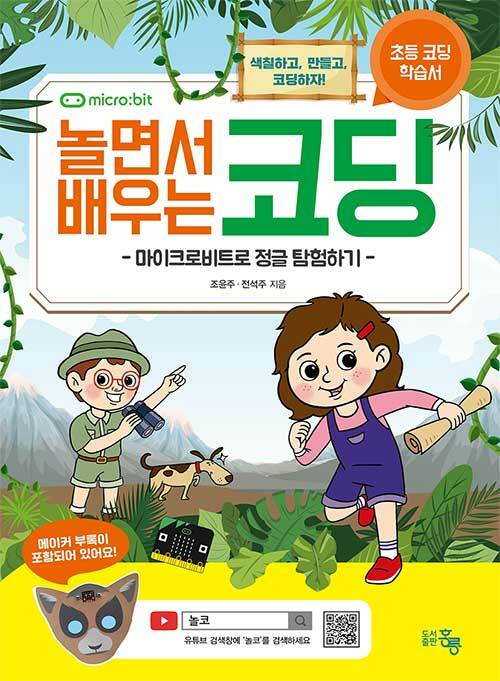 색칠하고, 만들고,
코딩하자!
초등 코딩
학습서
micro:bit
놀면서
배우는
코딩
- 마이크로비트로 정글 탐험하기 -
조윤주 · 전석주 지음
메이커 부록이
포함되어 있어요!
놀코
유튜브 검색창에 '놀코'를 검색하세요
도서
출판
홍릉